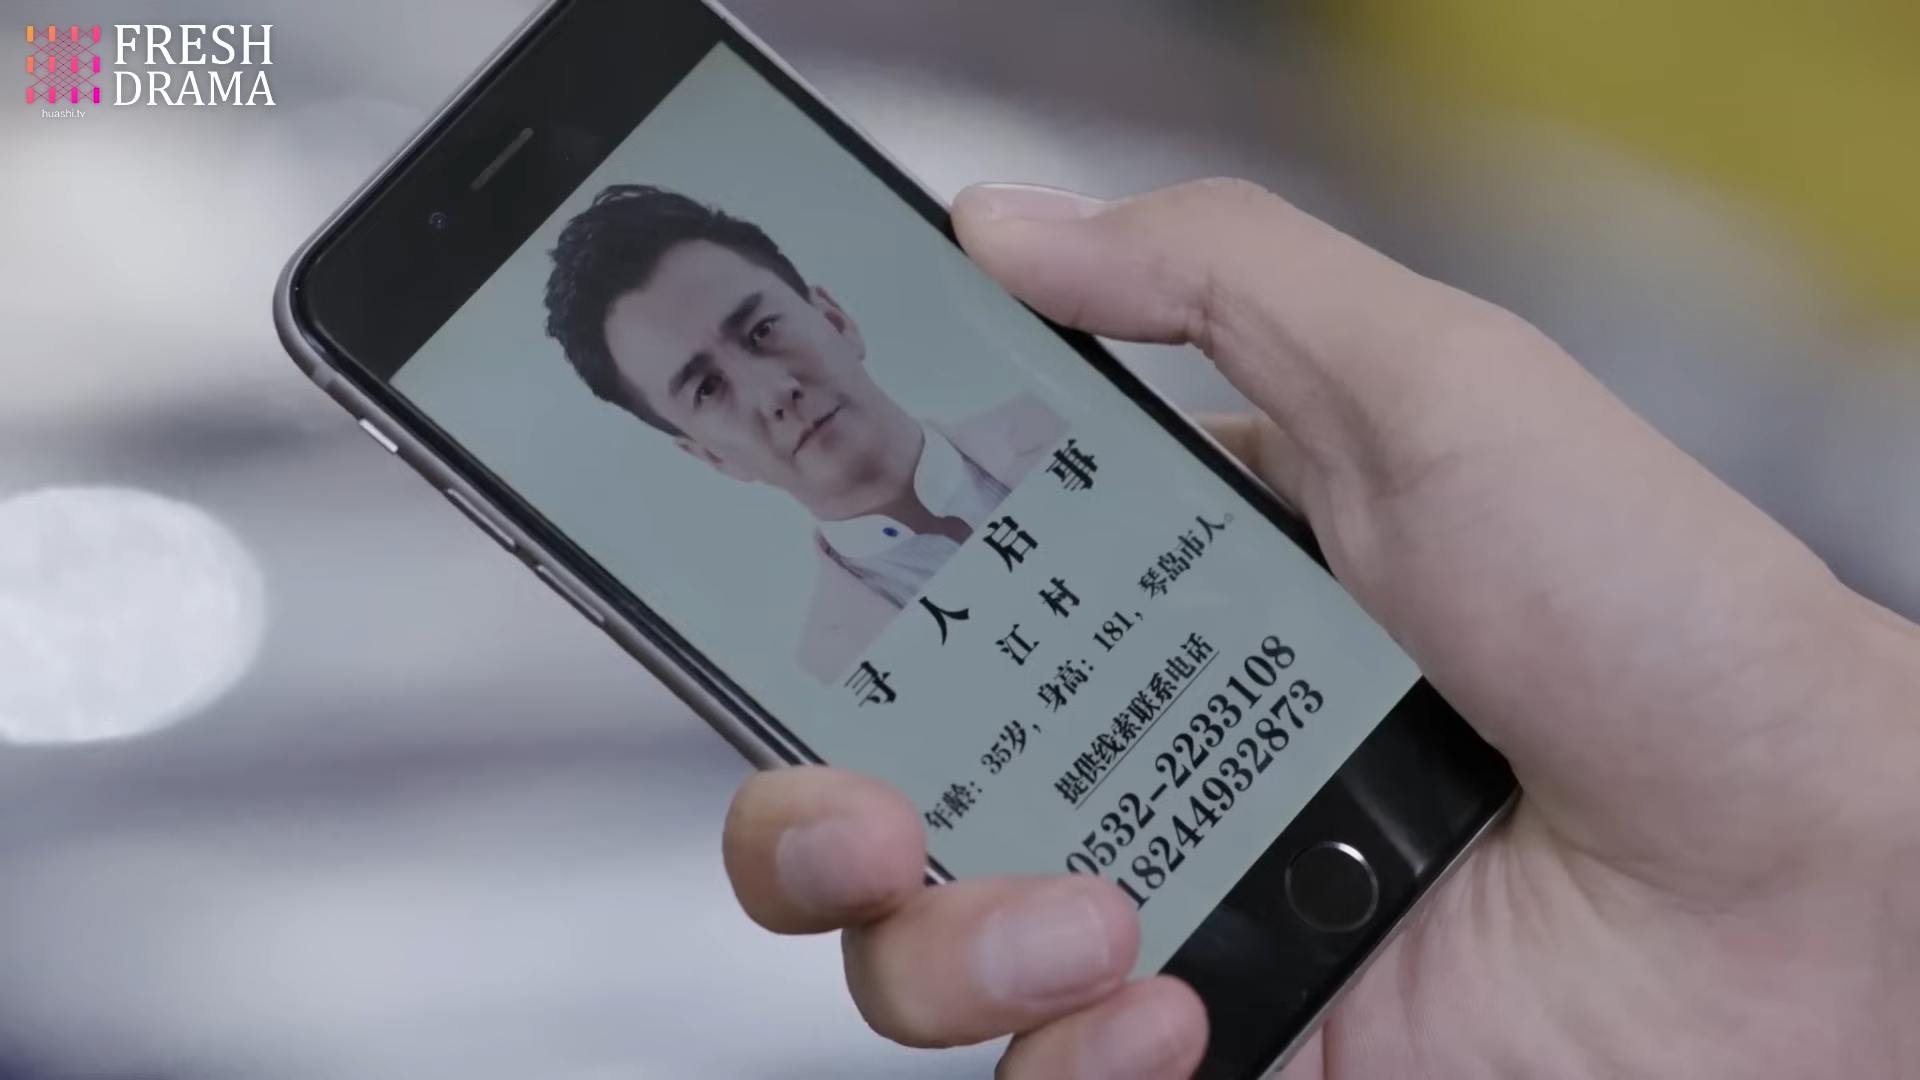 FRESH
DRAMA
huashi.tv
寻人启事
江村
年龄：35岁，身高：181，琴岛市人。
提供线索联系电话
0532-2233108
18244932873